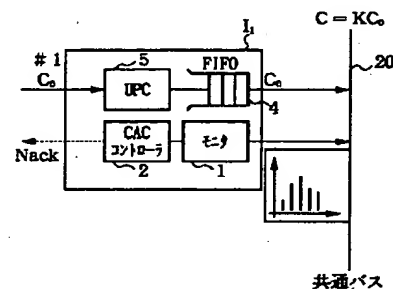 I₁
C = KC₀
# 1
5
FIFO
20
C₀
UPC
C₀
4
CAC
コントローラ
モニタ
Nack
2
1
共通バス